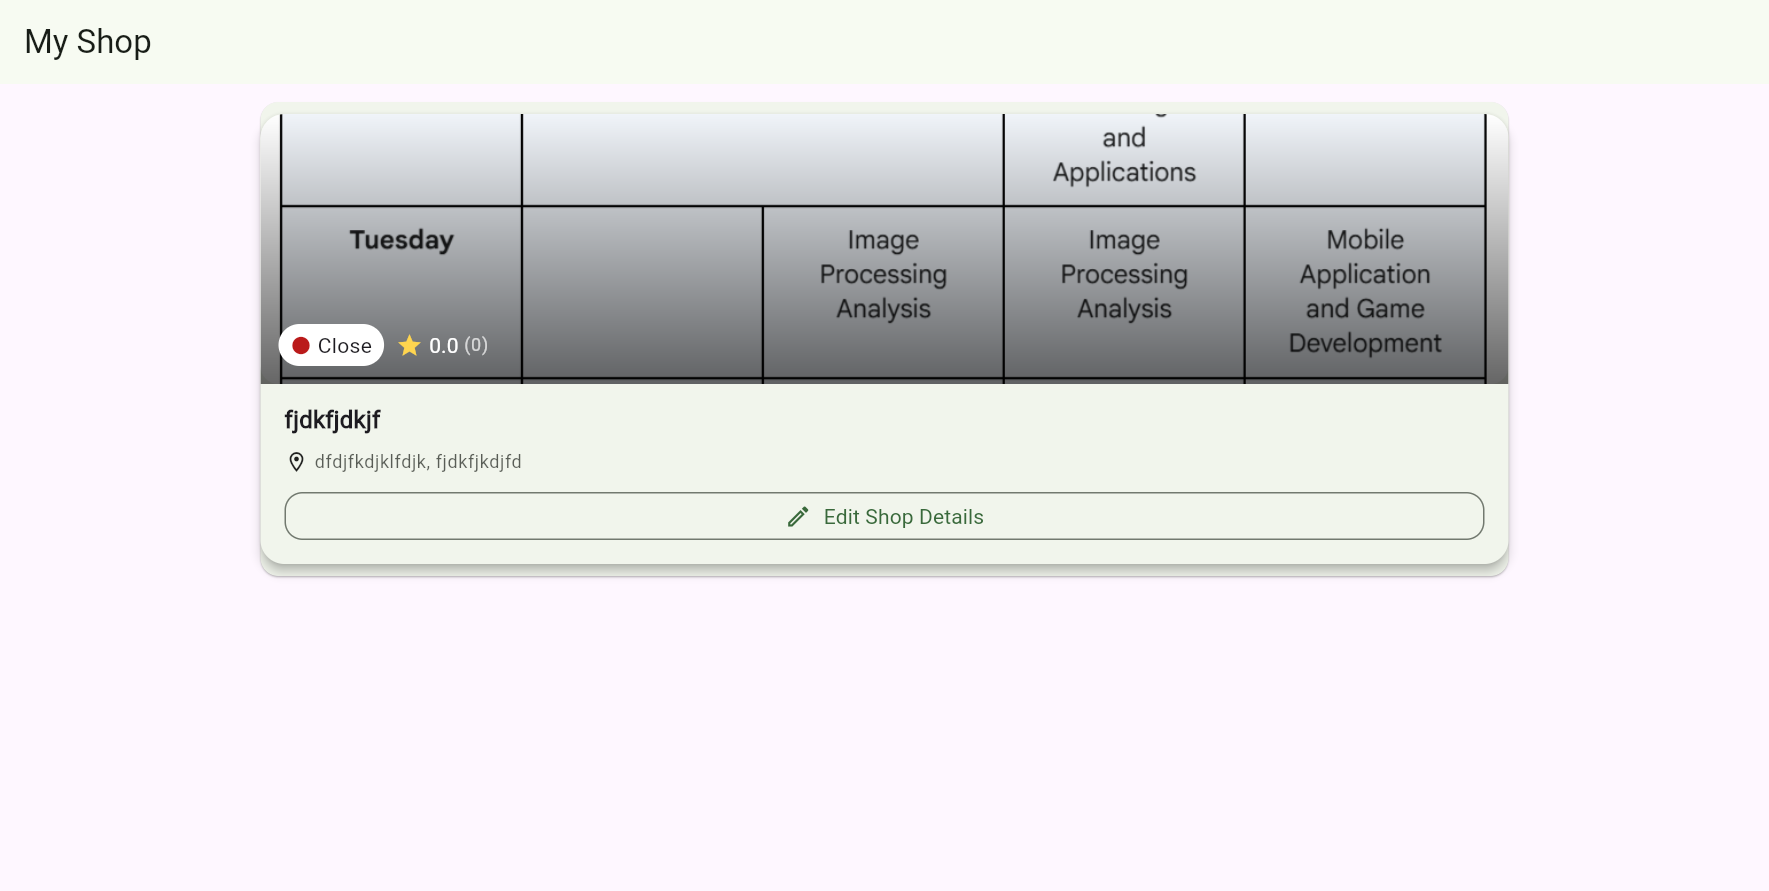 My Shop
and
Applications
Tuesday
Image
Processing
Analysis
Image
Processing
Analysis
Mobile
Application
and Game
Development
Close
0.0 (0)
fjdkfjdkjf
dfdjfkdjklfdjk, fjdkfjkdjfd
Edit Shop Details